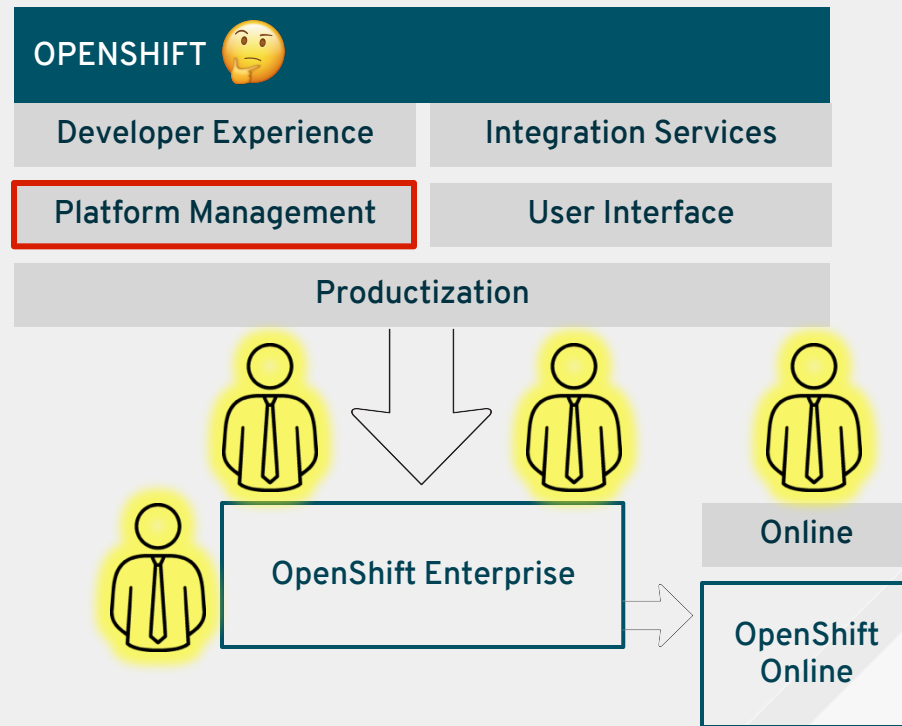 OPENSHIFT
Developer Experience
Integration Services
Platform Management
User Interface
Productization
OpenShift Enterprise
Online
OpenShift
Online